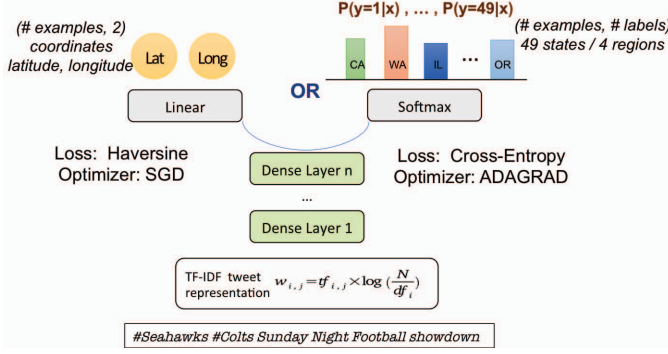 P(y=1|x) , ... , P(y=49|x)
(# examples, 2)
coordinates
latitude, longitude
Lat
Long
(# examples, # labels)
49 states / 4 regions
CA
WA
IL
...
OR
OR
Linear
Softmax
Loss: Haversine
Optimizer: SGD
Loss: Cross-Entropy
Optimizer: ADAGRAD
Dense Layer n
...
Dense Layer 1
TF-IDF tweet
representation
w_{i,j} = tf_{i,j} × log (N/df_i)
#Seahawks #Colts Sunday Night Football showdown